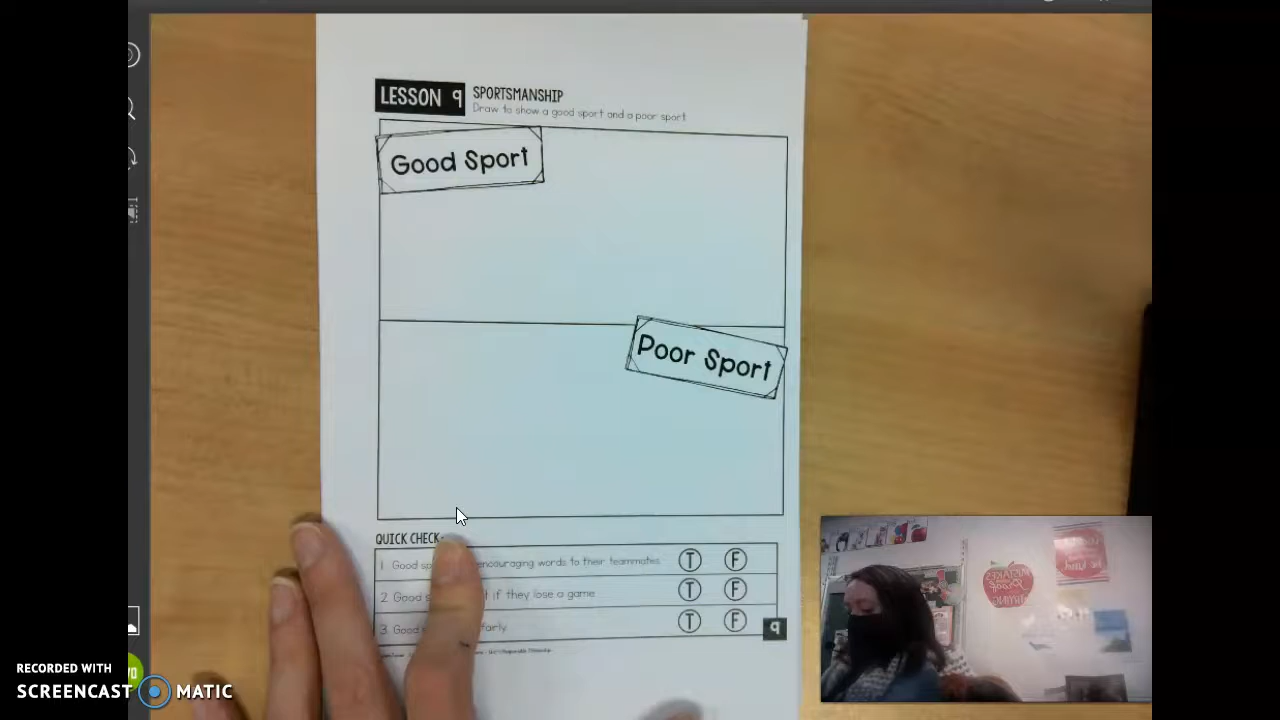 LESSON 9
SPORTSMANSHIP
Draw to show a good sport and a poor sport
Good Sport
Poor Sport
QUICK CHECK:
1. Good encouraging words to their teammates T F
2. Good if they lose a game T F
3. Good fairly T F
9
RECORDED WITH
SCREENCAST MATIC